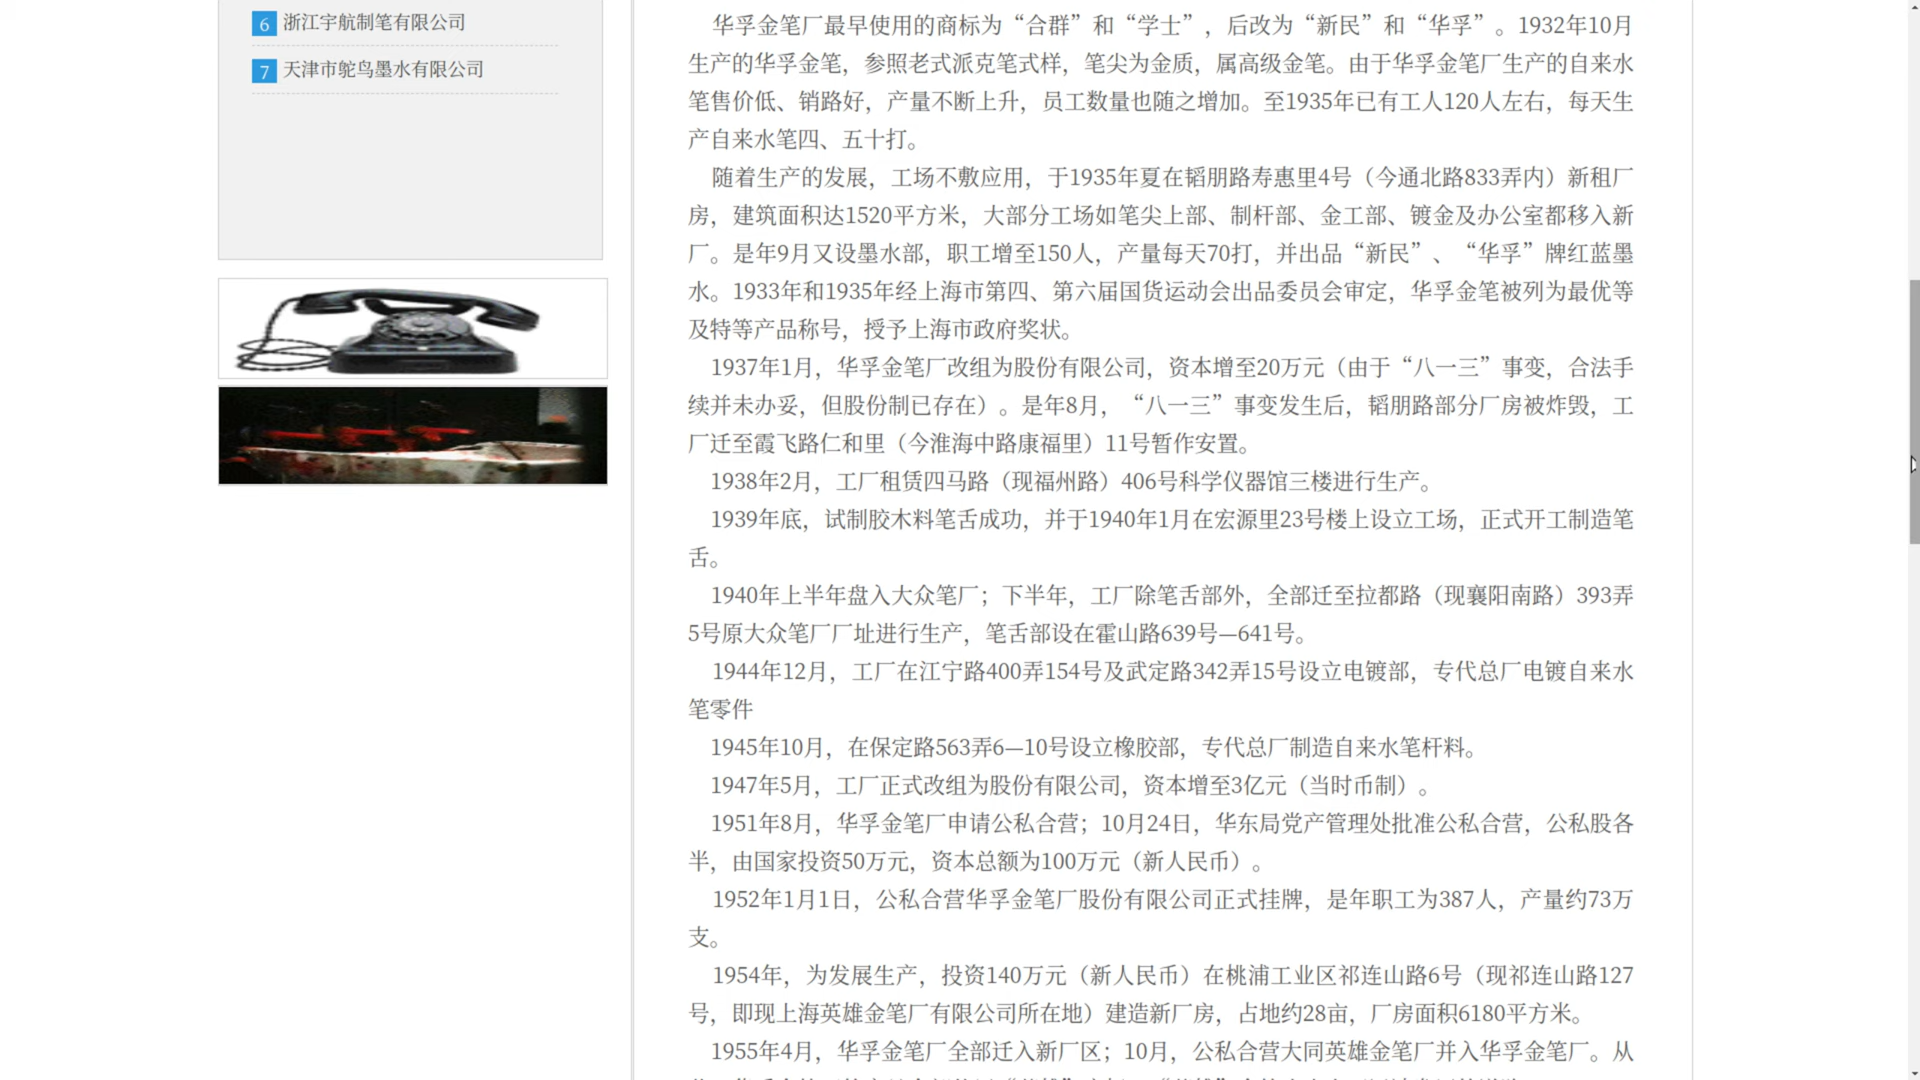 6 浙江宇航制笔有限公司
7 天津市鸵鸟墨水有限公司
华孚金笔厂最早使用的商标为“合群”和“学士”，后改为“新民”和“华孚”。1932年10月
生产的华孚金笔，参照老式派克笔式样，笔尖为金质，属高级金笔。由于华孚金笔厂生产的自来水
笔售价低、销路好，产量不断上升，员工数量也随之增加。至1935年已有工人120人左右，每天生
产自来水笔四、五十打。
随着生产的发展，工场不敷应用，于1935年夏在韬朋路寿惠里4号（今通北路833弄内）新租厂
房，建筑面积达1520平方米，大部分工场如笔尖上部、制杆部、金工部、镀金及办公室都移入新
厂。是年9月又设墨水部，职工增至150人，产量每天70打，并出品“新民”、“华孚”牌红蓝墨
水。1933年和1935年经上海市第四、第六届国货运动会出品委员会审定，华孚金笔被列为最优等
及特等产品称号，授予上海市政府奖状。
1937年1月，华孚金笔厂改组为股份有限公司，资本增至20万元（由于“八一三”事变，合法手
续并未办妥，但股份制已存在）。是年8月，“八一三”事变发生后，韬朋路部分厂房被炸毁，工
厂迁至霞飞路仁和里（今淮海中路康福里）11号暂作安置。
1938年2月，工厂租赁四马路（现福州路）406号科学仪器馆三楼进行生产。
1939年底，试制胶木料笔舌成功，并于1940年1月在宏源里23号楼上设立工场，正式开工制造笔
舌。
1940年上半年盘入大众笔厂；下半年，工厂除笔舌部外，全部迁至拉都路（现襄阳南路）393弄
5号原大众笔厂厂址进行生产，笔舌部设在霍山路639号—641号。
1944年12月，工厂在江宁路400弄154号及武定路342弄15号设立电镀部，专代总厂电镀自来水
笔零件
1945年10月，在保定路563弄6—10号设立橡胶部，专代总厂制造自来水笔杆料。
1947年5月，工厂正式改组为股份有限公司，资本增至3亿元（当时币制）。
1951年8月，华孚金笔厂申请公私合营；10月24日，华东局党产管理处批准公私合营，公私股各
半，由国家投资50万元，资本总额为100万元（新人民币）。
1952年1月1日，公私合营华孚金笔厂股份有限公司正式挂牌，是年职工为387人，产量约73万
支。
1954年，为发展生产，投资140万元（新人民币）在桃浦工业区祁连山路6号（现祁连山路127
号，即现上海英雄金笔厂有限公司所在地）建造新厂房，占地约28亩，厂房面积6180平方米。
1955年4月，华孚金笔厂全部迁入新厂区；10月，公私合营大同英雄金笔厂并入华孚金笔厂。从